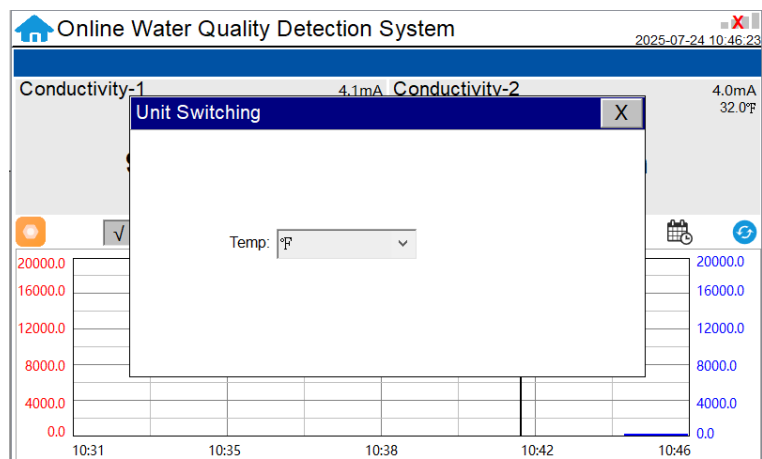 Online Water Quality Detection System
2025-07-24 10:46:23
Conductivity-1 4.1mA Conductivity-2 4.0mA
32.0℉
Unit Switching X
√
Temp: ℉
20000.0 20000.0
16000.0 16000.0
12000.0 12000.0
8000.0 8000.0
4000.0 4000.0
0.0 0.0
10:31 10:35 10:38 10:42 10:46